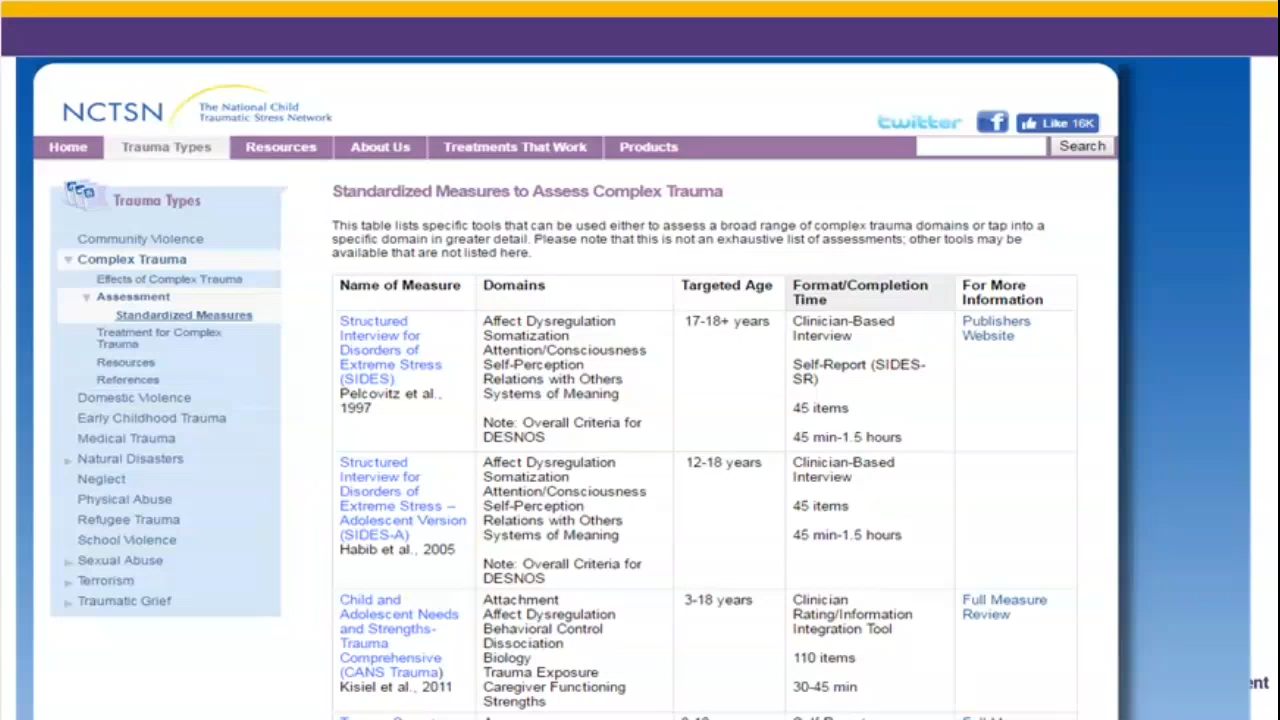 NCTSN
The National Child
Traumatic Stress Network
twitter
f
Like 16K
Home
Trauma Types
Resources
About Us
Treatments That Work
Products
Search
Trauma Types
Community Violence
Complex Trauma
Effects of Complex Trauma
Assessment
Standardized Measures
Treatment for Complex
Trauma
Resources
References
Domestic Violence
Early Childhood Trauma
Medical Trauma
Natural Disasters
Neglect
Physical Abuse
Refugee Trauma
School Violence
Sexual Abuse
Terrorism
Traumatic Grief
Standardized Measures to Assess Complex Trauma
This table lists specific tools that can be used either to assess a broad range of complex trauma domains or tap into a
specific domain in greater detail. Please note that this is not an exhaustive list of assessments; other tools may be
available that are not listed here.
Name of Measure
Domains
Targeted Age
Format/Completion
Time
For More
Information
Structured
Interview for
Disorders of
Extreme Stress
(SIDES)
Pelcovitz et al.,
1997
Affect Dysregulation
Somatization
Attention/Consciousness
Self-Perception
Relations with Others
Systems of Meaning
Note: Overall Criteria for
DESNOS
17-18+ years
Clinician-Based
Interview
Self-Report (SIDES-
SR)
45 items
45 min-1.5 hours
Publishers
Website
Structured
Interview for
Disorders of
Extreme Stress –
Adolescent Version
(SIDES-A)
Habib et al., 2005
Affect Dysregulation
Somatization
Attention/Consciousness
Self-Perception
Relations with Others
Systems of Meaning
Note: Overall Criteria for
DESNOS
12-18 years
Clinician-Based
Interview
45 items
45 min-1.5 hours
Child and
Adolescent Needs
and Strengths-
Trauma
Comprehensive
(CANS Trauma)
Kisiel et al., 2011
Attachment
Affect Dysregulation
Behavioral Control
Dissociation
Biology
Trauma Exposure
Caregiver Functioning
Strengths
3-18 years
Clinician
Rating/Information
Integration Tool
110 items
30-45 min
Full Measure
Review